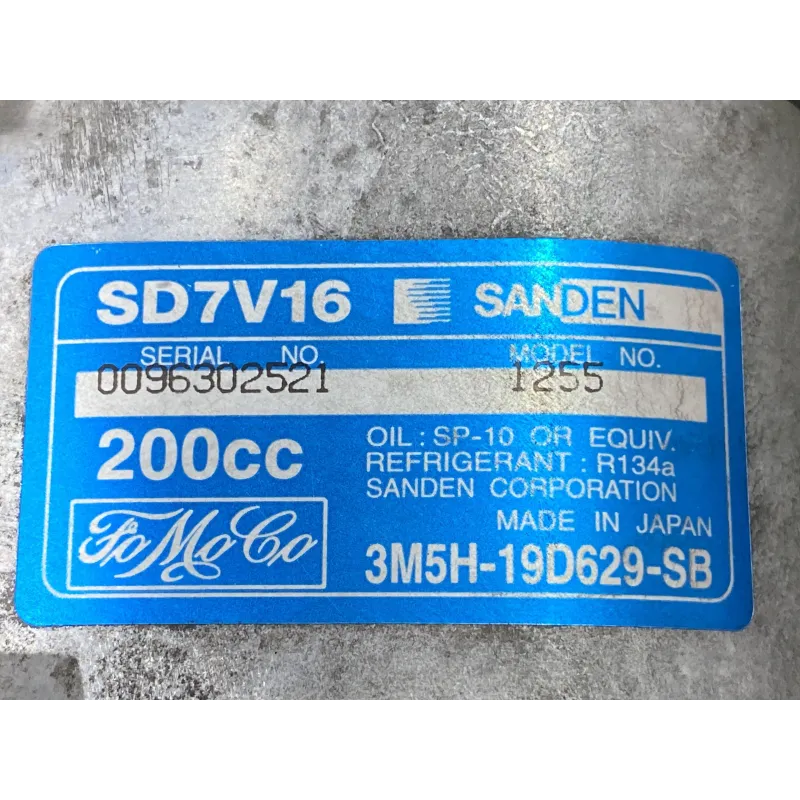 SD7V16 SANDEN
SERIAL NO. MODEL NO.
0096302521 1255
200cc
OIL : SP-10 OR EQUIV.
REFRIGERANT : R134a
SANDEN CORPORATION
MADE IN JAPAN
FoMoCo
3M5H-19D629-SB